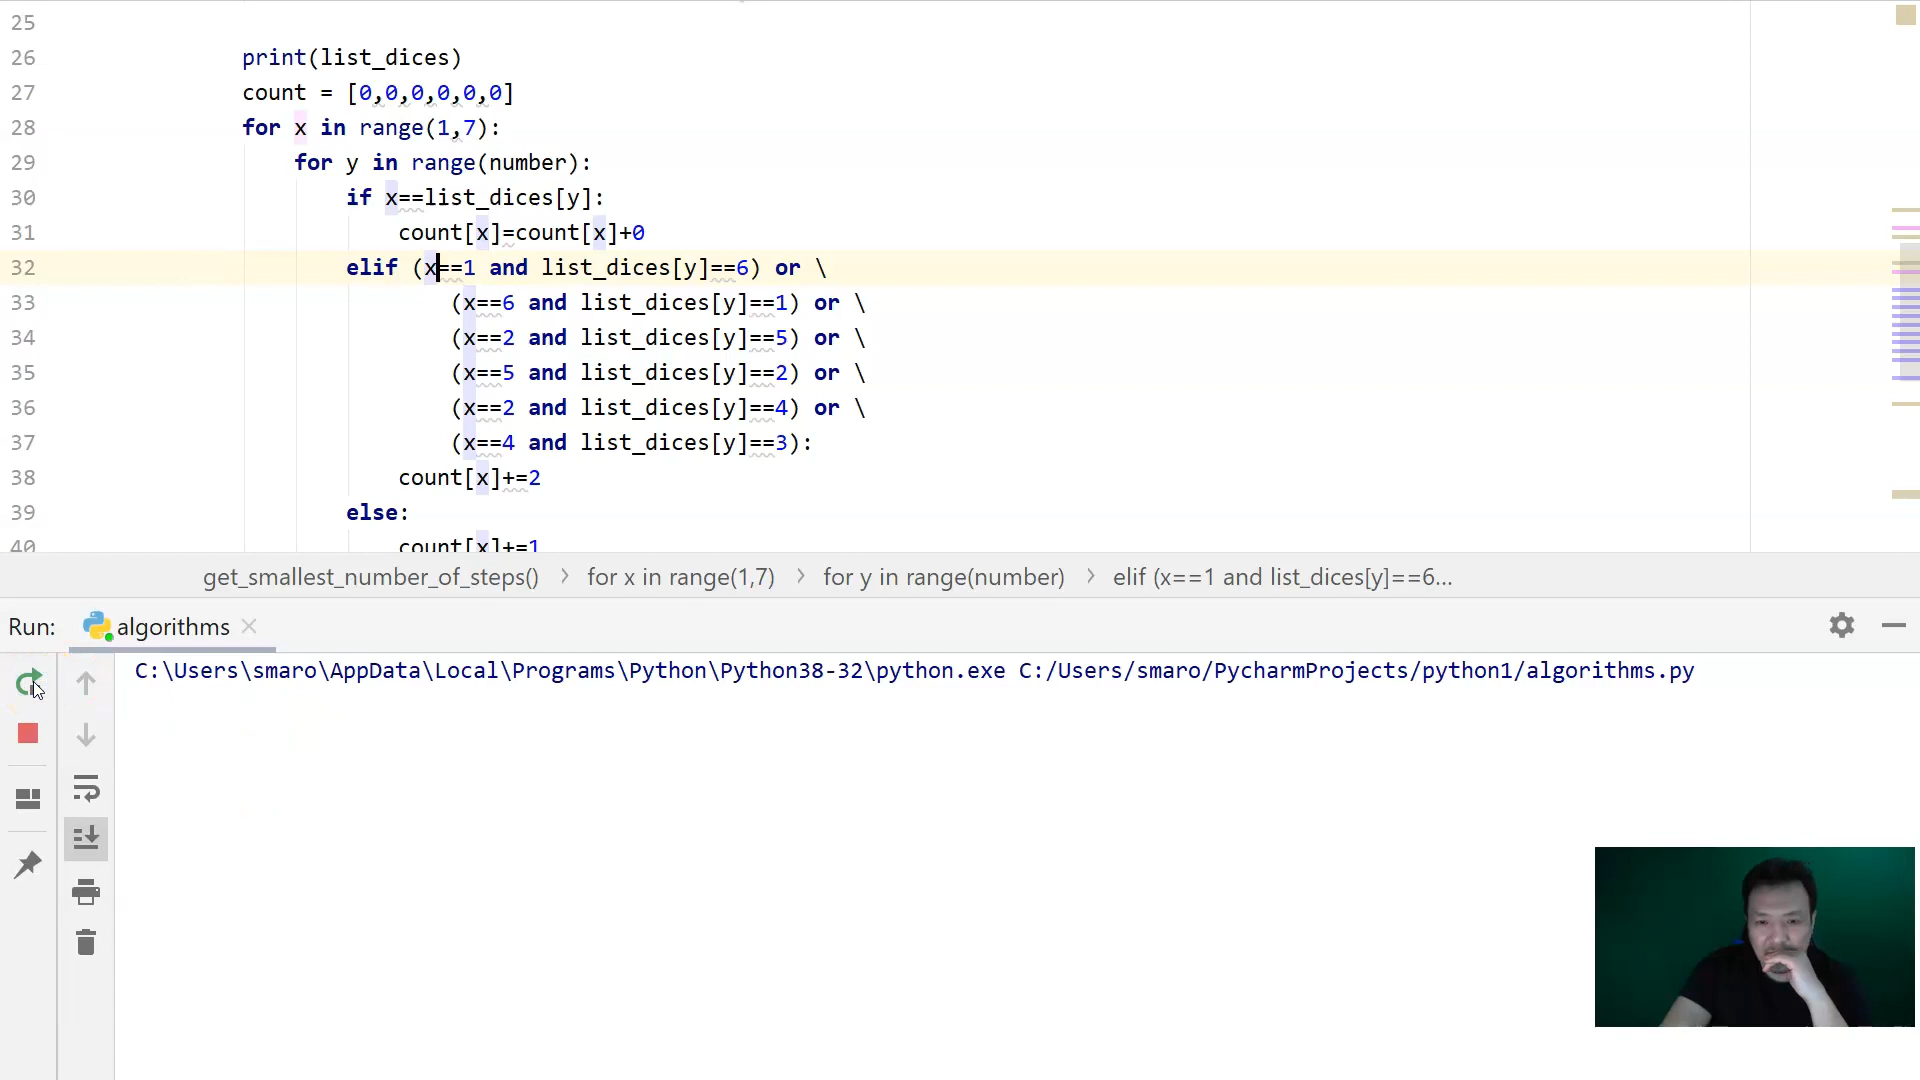 25
26 print(list_dices)
27 count = [0,0,0,0,0,0]
28 for x in range(1,7):
29 for y in range(number):
30 if x==list_dices[y]:
31 count[x]=count[x]+0
32 elif (x==1 and list_dices[y]==6) or \
33 (x==6 and list_dices[y]==1) or \
34 (x==2 and list_dices[y]==5) or \
35 (x==5 and list_dices[y]==2) or \
36 (x==2 and list_dices[y]==4) or \
37 (x==4 and list_dices[y]==3):
38 count[x]+=2
39 else:
40 count[x]+=1
get_smallest_number_of_steps() > for x in range(1,7) > for y in range(number) > elif (x==1 and list_dices[y]==6...
Run: algorithms
C:\Users\smaro\AppData\Local\Programs\Python\Python38-32\python.exe C:/Users/smaro/PycharmProjects/python1/algorithms.py